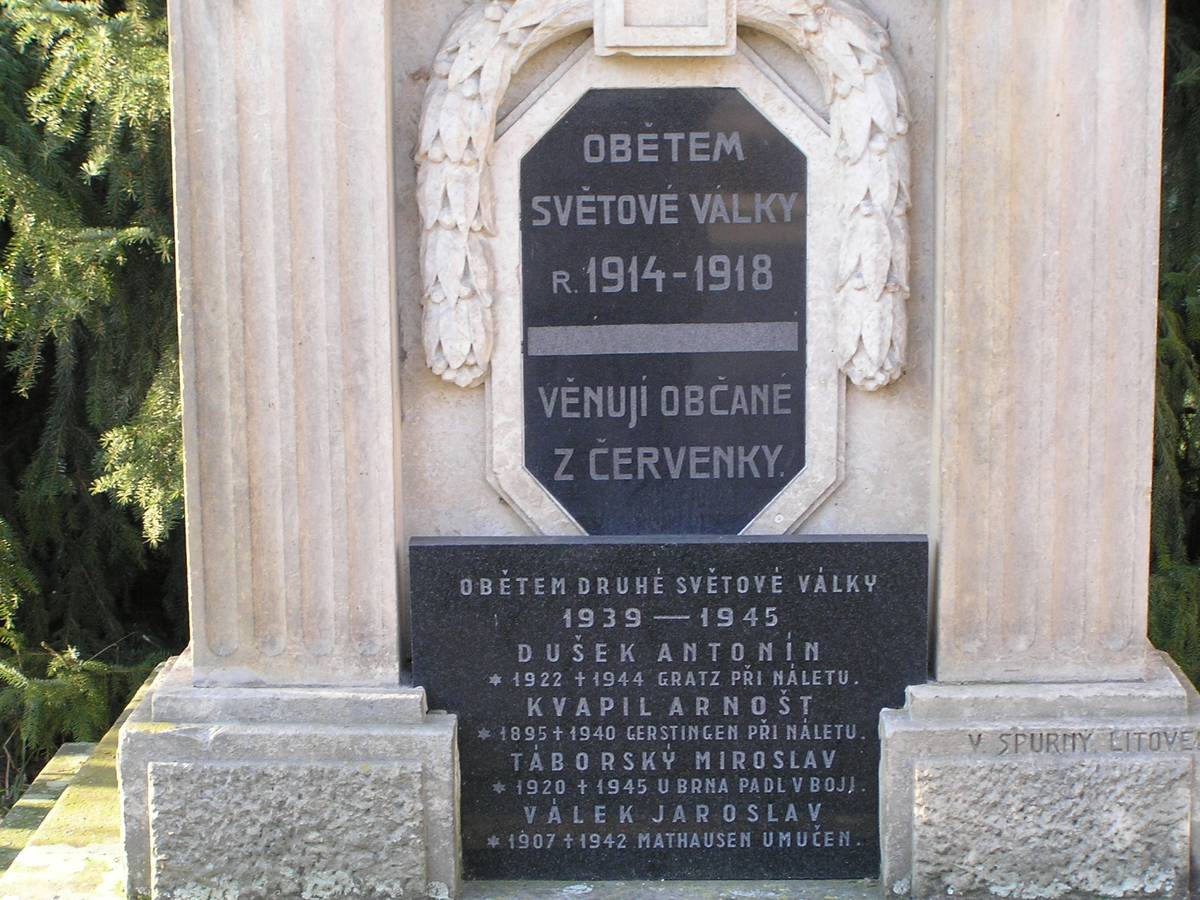 OBĚTEM
SVĚTOVÉ VÁLKY
R. 1914-1918
VĚNUJÍ OBČANÉ
Z ČERVENKY.
OBĚTEM DRUHÉ SVĚTOVÉ VÁLKY
1939 — 1945
DUŠEK ANTONÍN
* 1922 † 1944 GRATZ PŘI NÁLETU.
KVAPIL ARNOŠT
* 1895 † 1940 GERSTINGEN PŘI NÁLETU.
TÁBORSKÝ MIROSLAV
* 1920 † 1945 U BRNA PADL V BOJI.
VÁLEK JAROSLAV
* 1907 † 1942 MATHAUSEN UMUČEN.
V. SPURNY. LITOVE